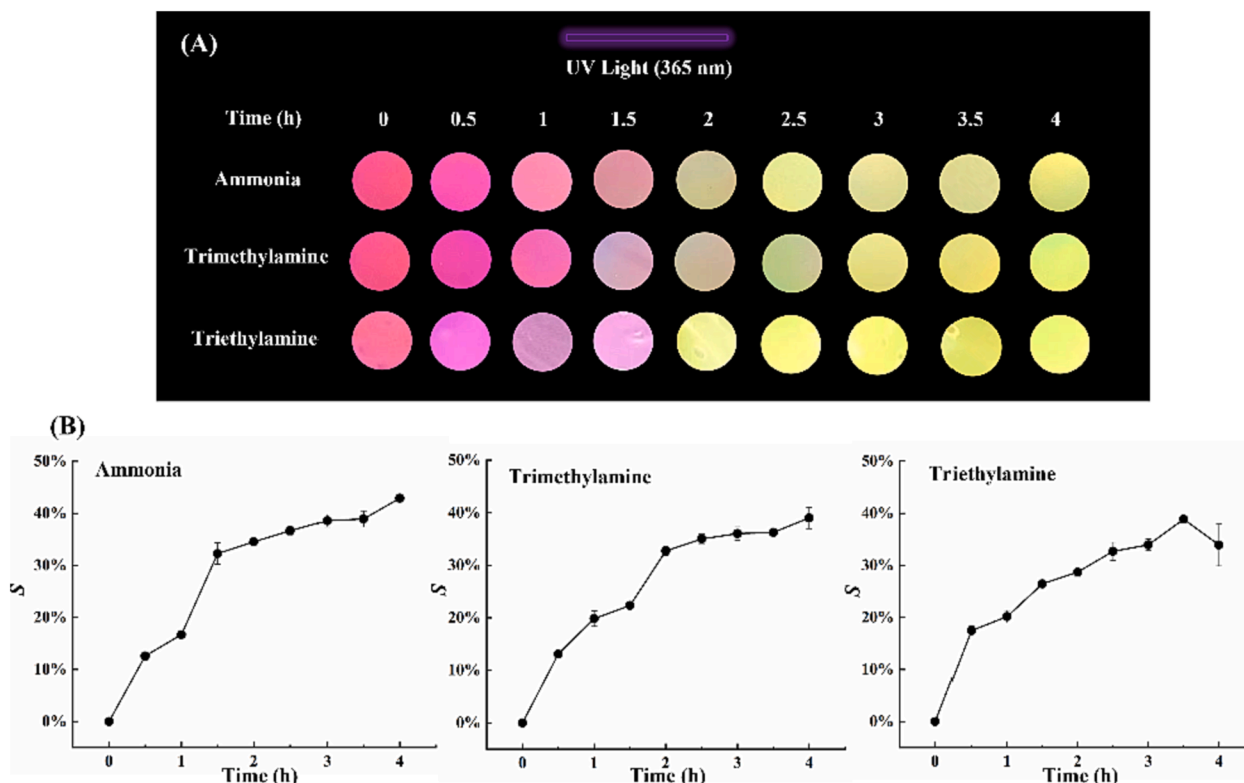 (A)
UV Light (365 nm)
Time (h) 0 0.5 1 1.5 2 2.5 3 3.5 4
Ammonia
Trimethylamine
Triethylamine
(B)
50%
40%
30%
20%
10%
0%
S
Ammonia
0 1 2 3 4
Time (h)
50%
40%
30%
20%
10%
0%
S
Trimethylamine
0 1 2 3 4
Time (h)
50%
40%
30%
20%
10%
0%
S
Triethylamine
0 1 2 3 4
Time (h)